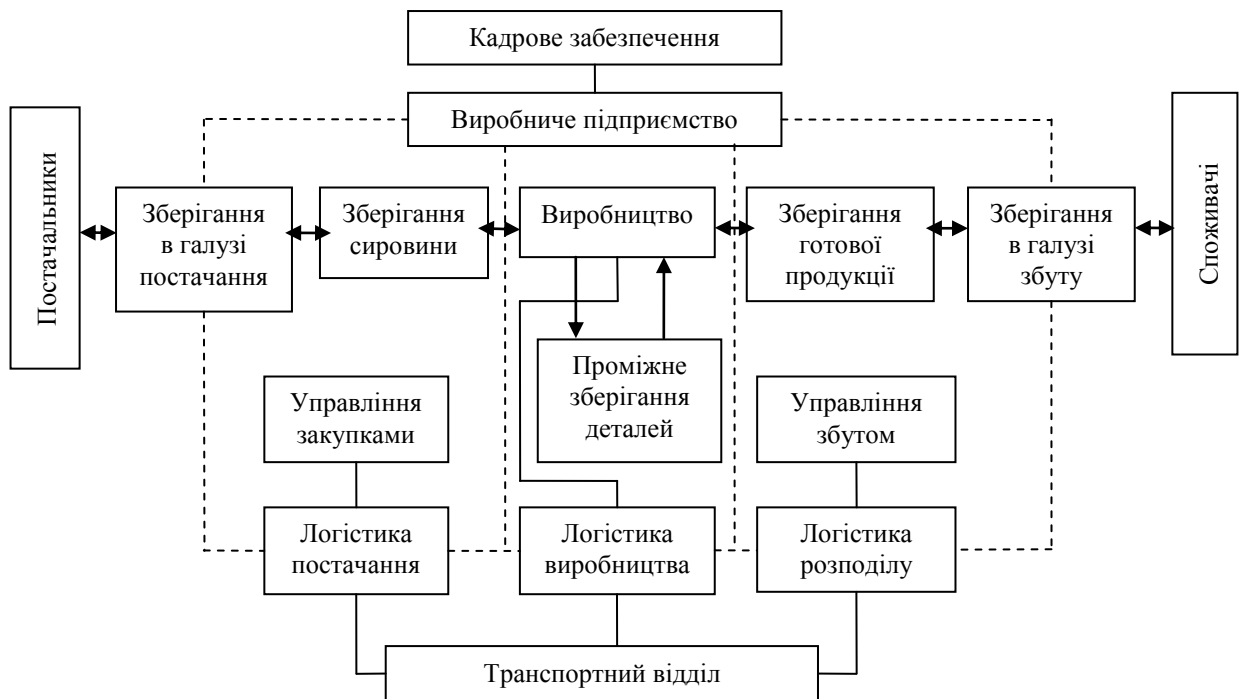 Кадрове забезпечення
Виробниче підприємство
Постачальники
Зберігання
в галузі
постачання
Зберігання
сировини
Виробництво
Зберігання
готової
продукції
Зберігання
в галузі
збуту
Споживачі
Проміжне
зберігання
деталей
Управління
закупками
Управління
збутом
Логістика
постачання
Логістика
виробництва
Логістика
розподілу
Транспортний відділ